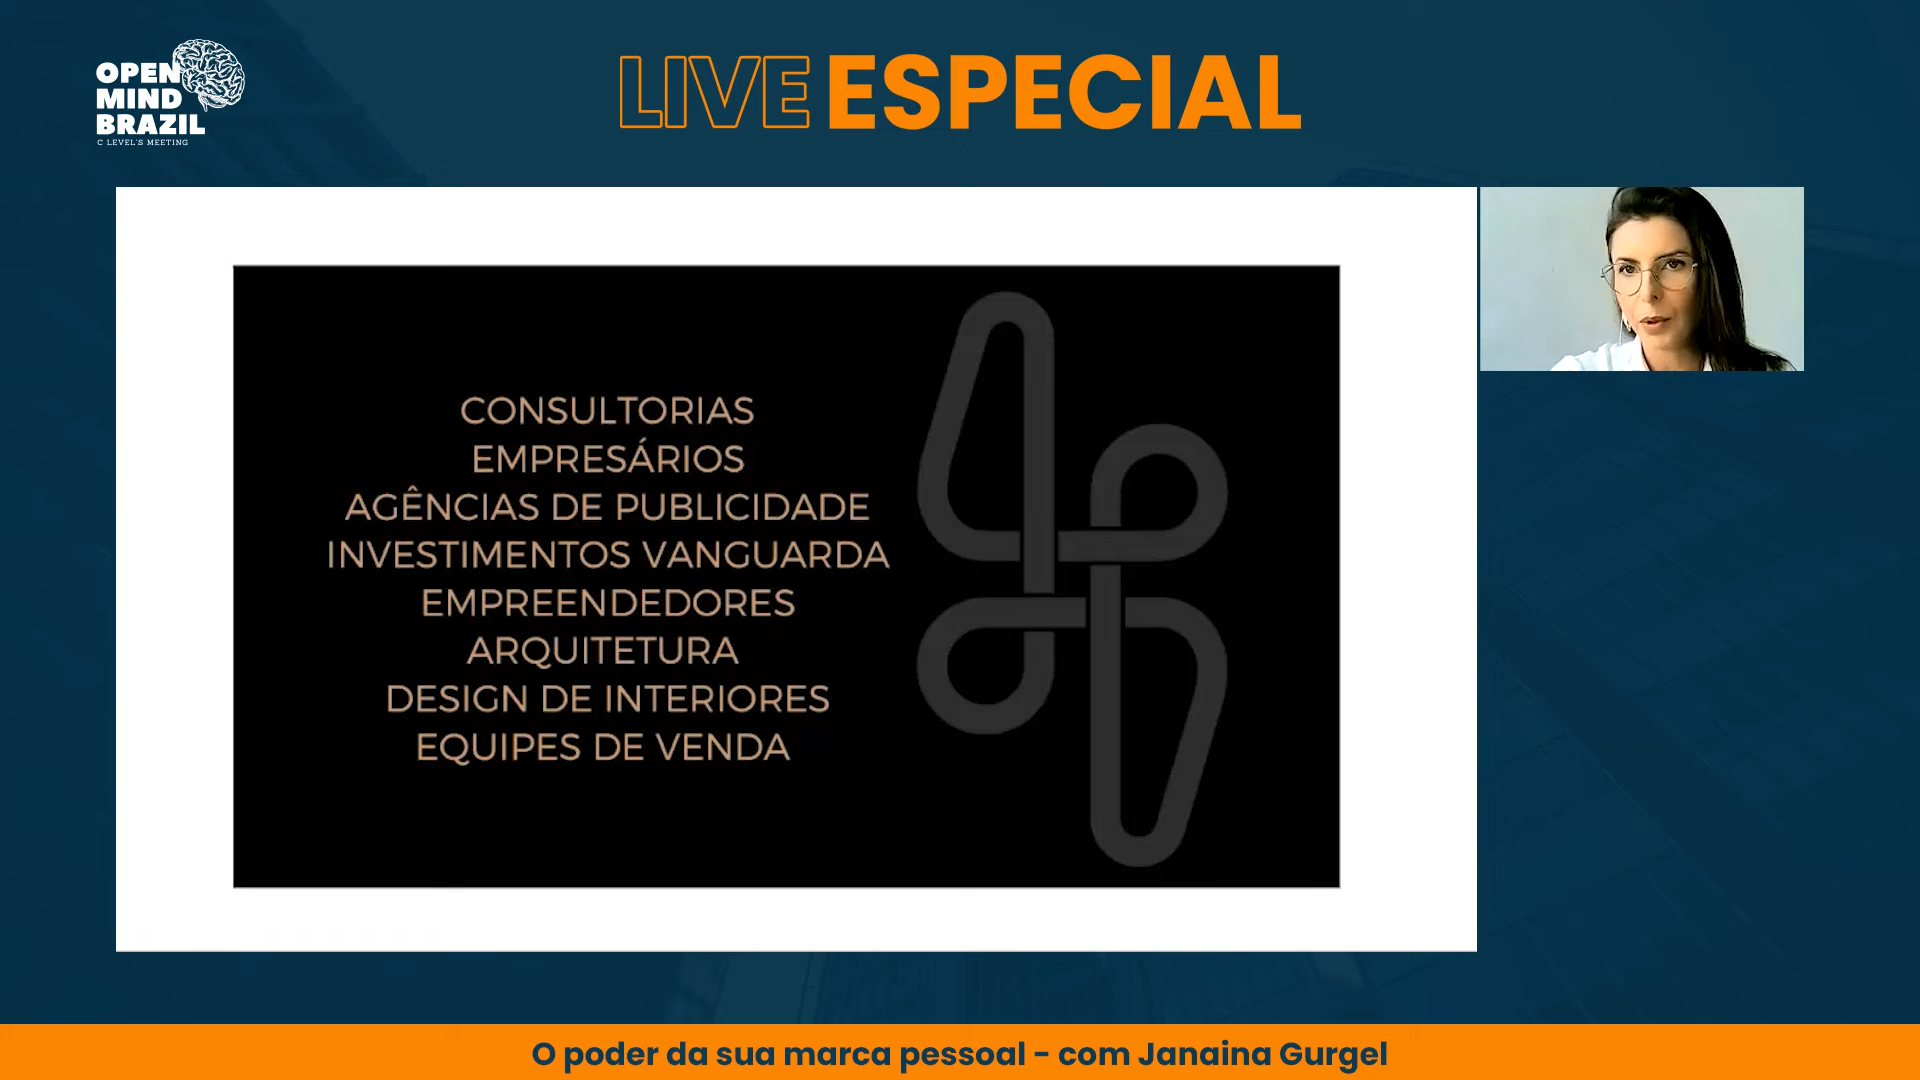 OPEN
MIND
BRAZIL
C LEVEL'S MEETING
LIVE ESPECIAL
CONSULTORIAS
EMPRESÁRIOS
AGÊNCIAS DE PUBLICIDADE
INVESTIMENTOS VANGUARDA
EMPREENDEDORES
ARQUITETURA
DESIGN DE INTERIORES
EQUIPES DE VENDA
O poder da sua marca pessoal - com Janaina Gurgel